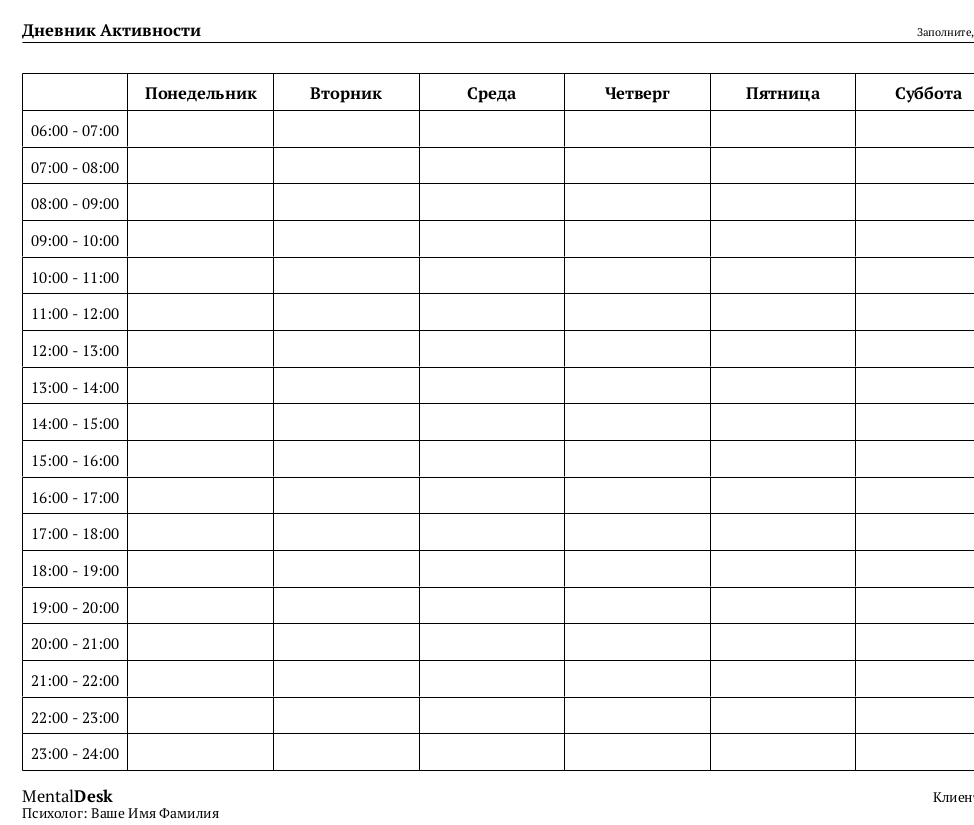 Дневник Активности Заполните,
Понедельник Вторник Среда Четверг Пятница Суббота
06:00 - 07:00
07:00 - 08:00
08:00 - 09:00
09:00 - 10:00
10:00 - 11:00
11:00 - 12:00
12:00 - 13:00
13:00 - 14:00
14:00 - 15:00
15:00 - 16:00
16:00 - 17:00
17:00 - 18:00
18:00 - 19:00
19:00 - 20:00
20:00 - 21:00
21:00 - 22:00
22:00 - 23:00
23:00 - 24:00
MentalDesk Клиент
Психолог: Ваше Имя Фамилия